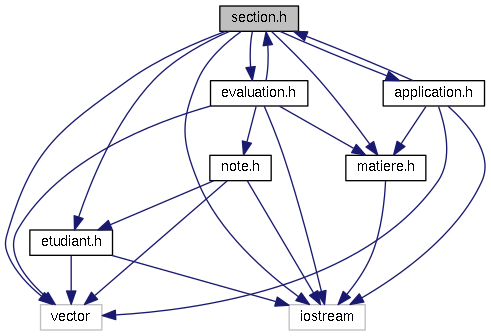 section.h
evaluation.h
application.h
note.h
matiere.h
etudiant.h
vector
iostream